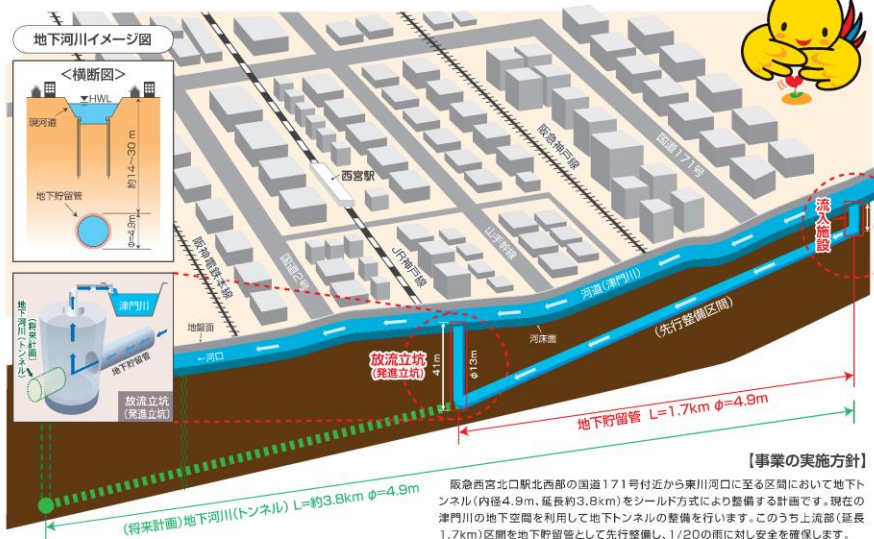 地下河川イメージ図
<横断図>
HWL
現河道
約14〜30m
地下貯留管
φ=4.9m
西宮駅
阪急神戸線
国道171号
流入施設
阪神電鉄本線
国道2号
JR神戸線
山手幹線
河道(津門川)
(先行整備区間)
河床面
地盤面
←河口
津門川
地下河川(トンネル)
(将来計画)
地下貯留管
放流立坑
(発進立坑)
放流立坑
(発進立坑)
41m
φ13m
地下貯留管 L=1.7km φ=4.9m
(将来計画)地下河川(トンネル) L=約3.8km φ=4.9m
【事業の実施方針】
阪急西宮北口駅北西部の国道171号付近から東川河口に至る区間において地下ト
ンネル(内径4.9m、延長約3.8km)をシールド方式により整備する計画です。現在の
津門川の地下空間を利用して地下トンネルの整備を行います。このうち上流部(延長
1.7km)区間を地下貯留管として先行整備し、1/20の雨に対し安全を確保します。